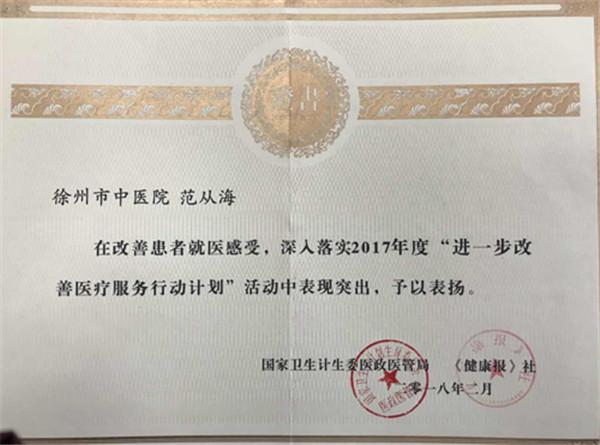 徐州市中医院 范从海
在改善患者就医感受，深入落实2017年度“进一步改
善医疗服务行动计划”活动中表现突出，予以表扬。
国家卫生计生委医政医管局 《健康报》社
二〇一八年二月